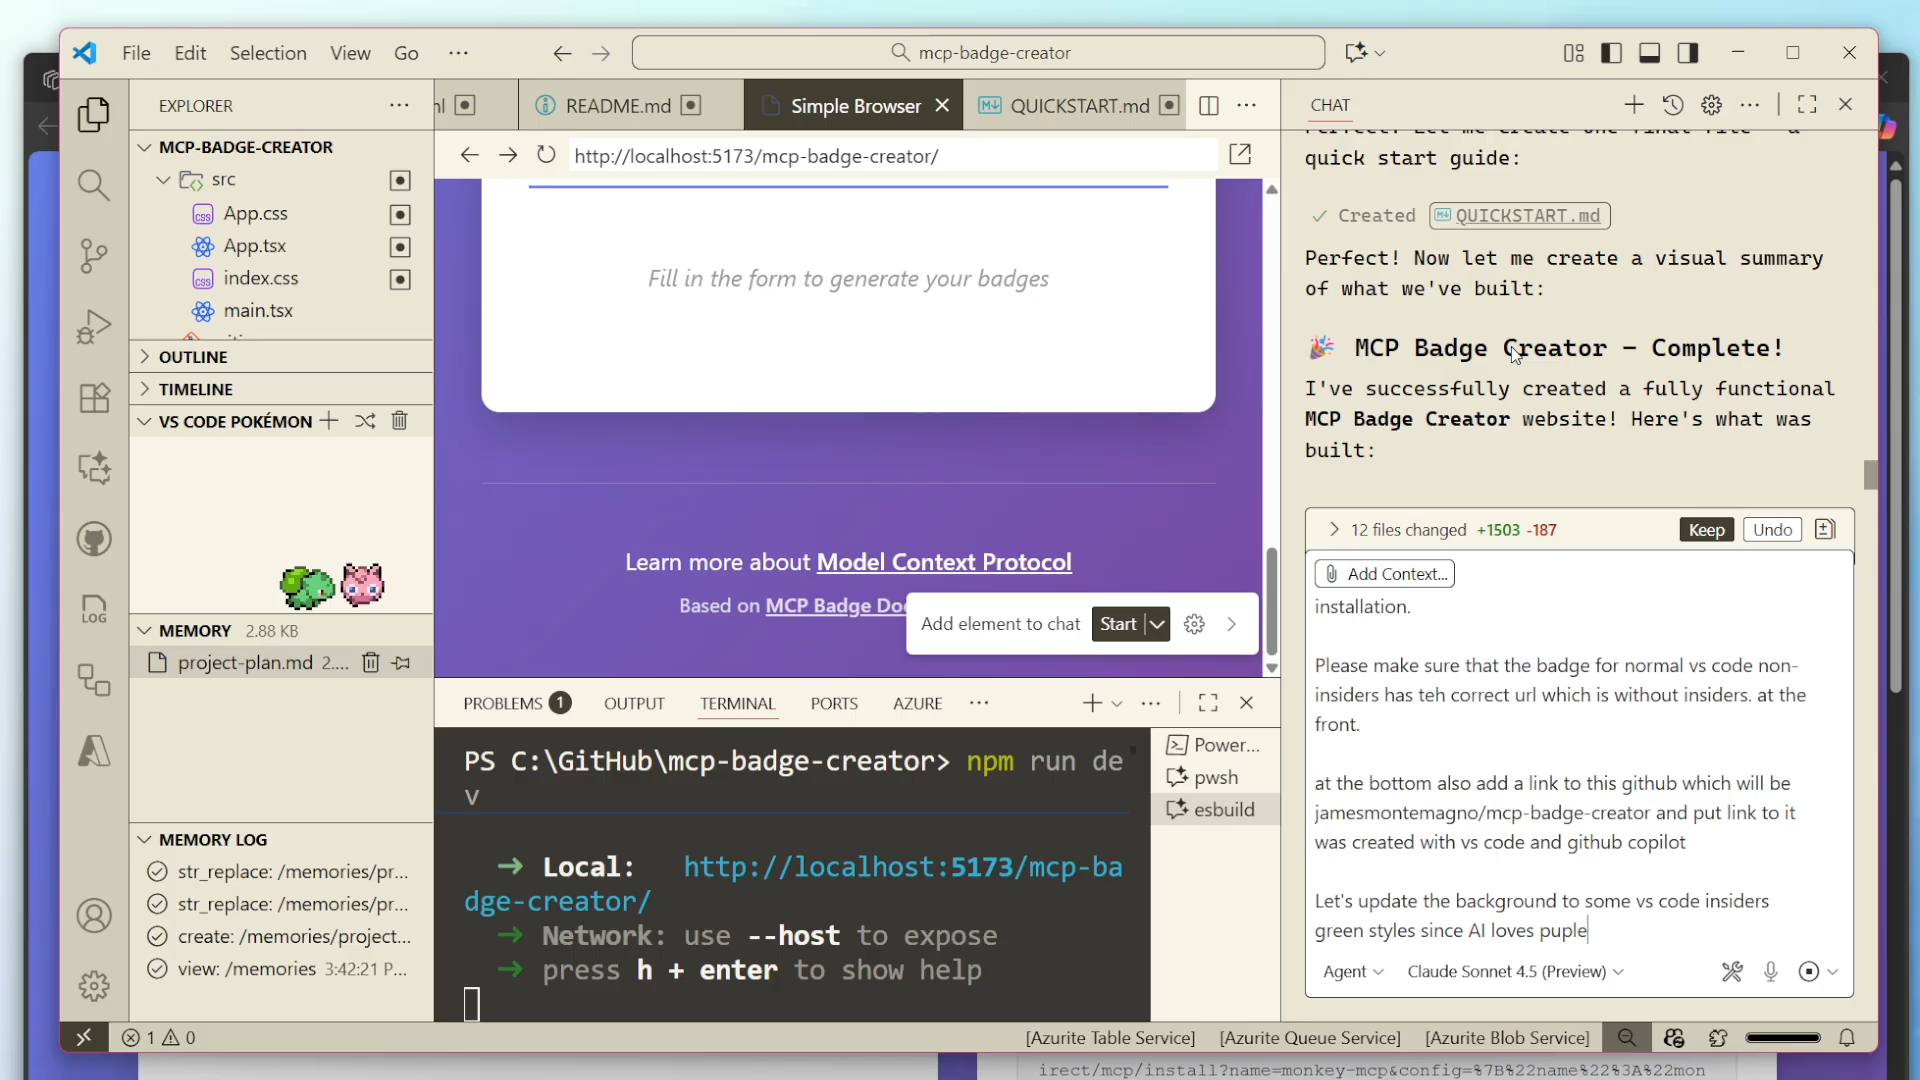 File Edit Selection View Go ···
mcp-badge-creator
EXPLORER
MCP-BADGE-CREATOR
src
App.css
App.tsx
index.css
main.tsx
OUTLINE
TIMELINE
VS CODE POKÉMON
MEMORY 2.88 KB
project-plan.md 2....
MEMORY LOG
str_replace: /memories/pr...
str_replace: /memories/pr...
create: /memories/project...
view: /memories 3:42:21 P...
README.md
Simple Browser
QUICKSTART.md
http://localhost:5173/mcp-badge-creator/
Fill in the form to generate your badges
Learn more about Model Context Protocol
Based on MCP Badge Doc
Add element to chat Start
PROBLEMS 1 OUTPUT TERMINAL PORTS AZURE ···
PS C:\GitHub\mcp-badge-creator> npm run de
v
➜ Local: http://localhost:5173/mcp-ba
dge-creator/
➜ Network: use --host to expose
➜ press h + enter to show help
Power...
pwsh
esbuild
CHAT
quick start guide:
✓ Created QUICKSTART.md
Perfect! Now let me create a visual summary
of what we've built:
🎉 MCP Badge Creator - Complete!
I've successfully created a fully functional
MCP Badge Creator website! Here's what was
built:
12 files changed +1503 -187 Keep Undo
Add Context...
installation.
Please make sure that the badge for normal vs code non-
insiders has teh correct url which is without insiders. at the
front.
at the bottom also add a link to this github which will be
jamesmontemagno/mcp-badge-creator and put link to it
was created with vs code and github copilot
Let's update the background to some vs code insiders
green styles since AI loves puple
Agent Claude Sonnet 4.5 (Preview)
1 0 [Azurite Table Service] [Azurite Queue Service] [Azurite Blob Service]
irect/mcp/install?name=monkey-mcp&config=%7B%22name%22%3A%22mon